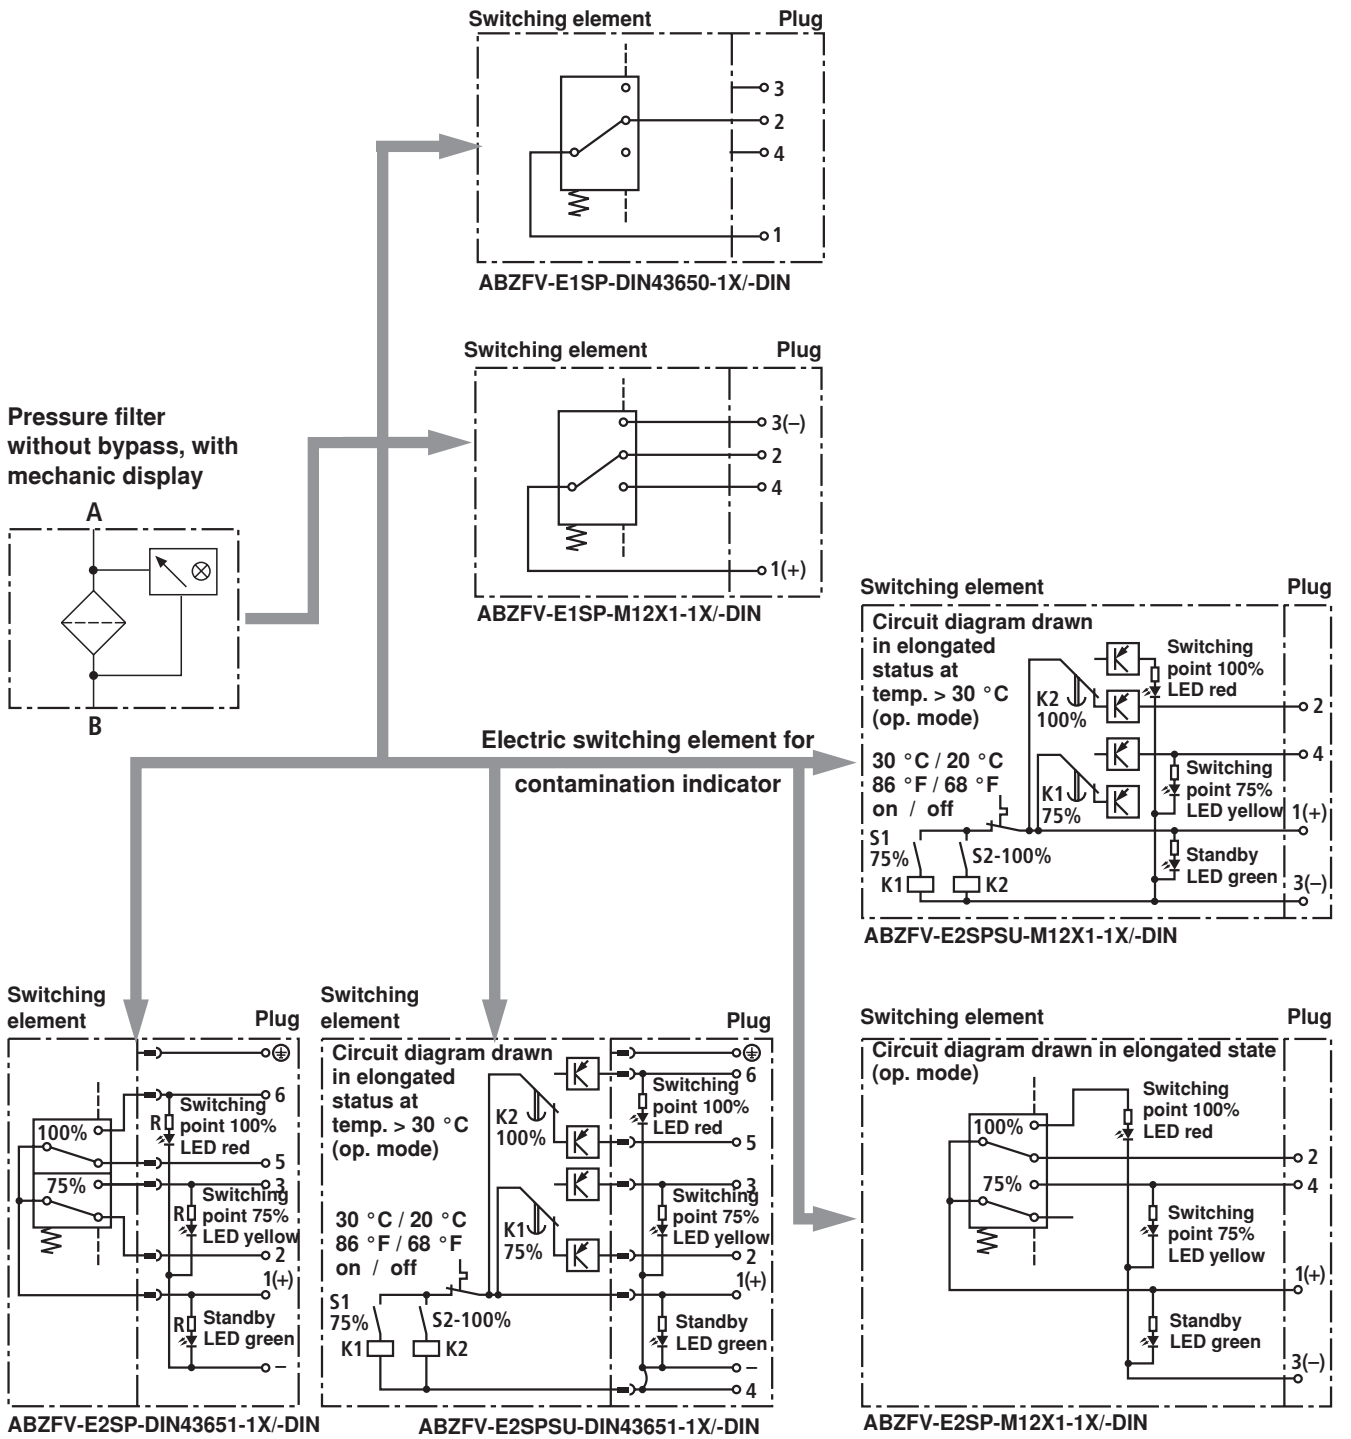 Switching element
Plug
3
2
4
1
ABZFV-E1SP-DIN43650-1X/-DIN
Switching element
Plug
3(–)
2
4
1(+)
ABZFV-E1SP-M12X1-1X/-DIN
Pressure filter
without bypass, with
mechanic display
A
B
Electric switching element for
contamination indicator
Switching element
Plug
Circuit diagram drawn
in elongated
status at
temp. > 30 °C
(op. mode)
30 °C / 20 °C
86 °F / 68 °F
on / off
K2
100%
K1
75%
Switching
point 100%
LED red
2
4
Switching
point 75%
LED yellow
1(+)
S1
75%
S2-100%
K1
K2
Standby
LED green
3(–)
ABZFV-E2SPSU-M12X1-1X/-DIN
Switching
element
Plug
6
R
Switching
point 100%
LED red
100%
5
3
75%
R
Switching
point 75%
LED yellow
2
1(+)
R
Standby
LED green
–
ABZFV-E2SP-DIN43651-1X/-DIN
Switching
element
Plug
Circuit diagram drawn
in elongated
status at
temp. > 30 °C
(op. mode)
30 °C / 20 °C
86 °F / 68 °F
on / off
K2
100%
K1
75%
6
Switching
point 100%
LED red
5
3
Switching
point 75%
LED yellow
2
1(+)
S1
75%
S2-100%
K1
K2
Standby
LED green
–
4
ABZFV-E2SPSU-DIN43651-1X/-DIN
Switching element
Plug
Circuit diagram drawn in elongated state
(op. mode)
100%
75%
Switching
point 100%
LED red
2
4
Switching
point 75%
LED yellow
1(+)
Standby
LED green
3(–)
ABZFV-E2SP-M12X1-1X/-DIN